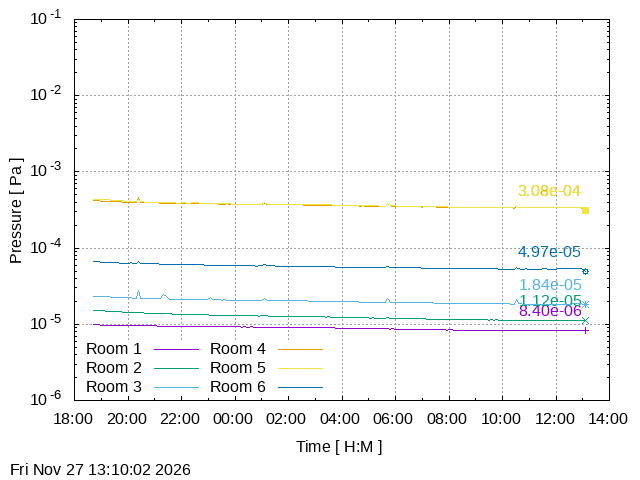 10^-1
10^-2
10^-3
10^-4
10^-5
10^-6
Pressure [ Pa ]
3.08e-04
4.97e-05
1.84e-05
1.12e-05
8.40e-06
Room 1 Room 4
Room 2 Room 5
Room 3 Room 6
18:00 20:00 22:00 00:00 02:00 04:00 06:00 08:00 10:00 12:00 14:00
Time [ H:M ]
Fri Nov 27 13:10:02 2026